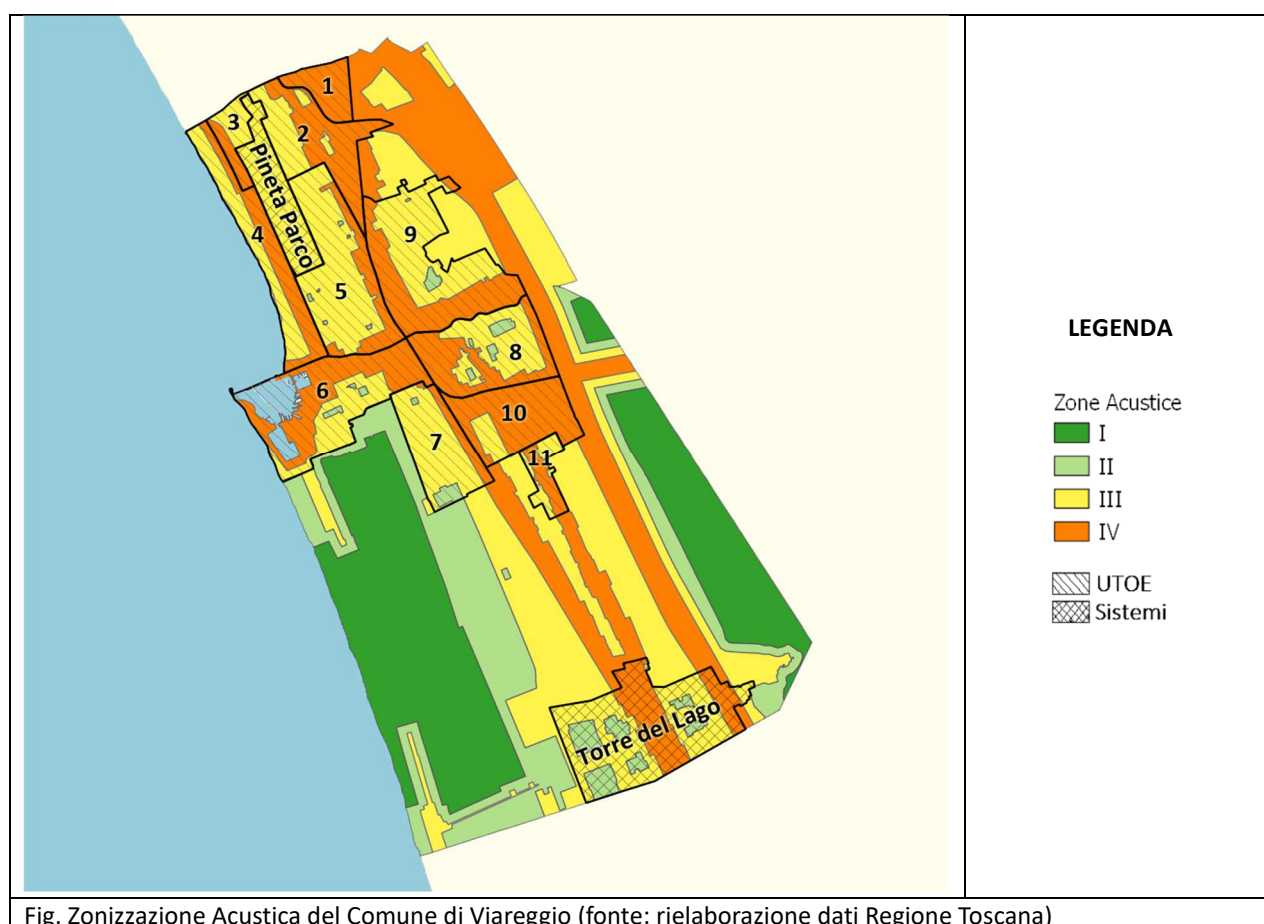 1
2
3
Pineta Parco
4
5
9
8
6
10
7
11
Torre del Lago
LEGENDA
Zone Acustice
I
II
III
IV
UTOE
Sistemi
Fig. Zonizzazione Acustica del Comune di Viareggio (fonte: rielaborazione dati Regione Toscana)